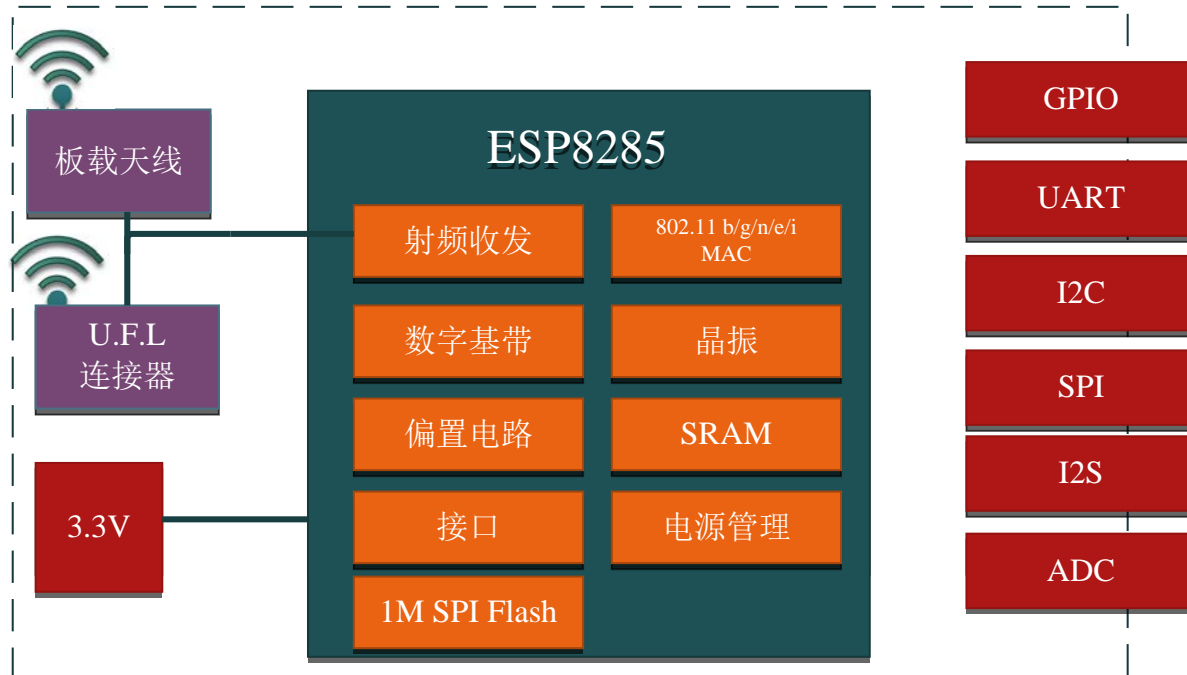 板载天线
U.F.L
连接器
3.3V
ESP8285
射频收发
802.11 b/g/n/e/i
MAC
数字基带
晶振
偏置电路
SRAM
接口
电源管理
1M SPI Flash
GPIO
UART
I2C
SPI
I2S
ADC